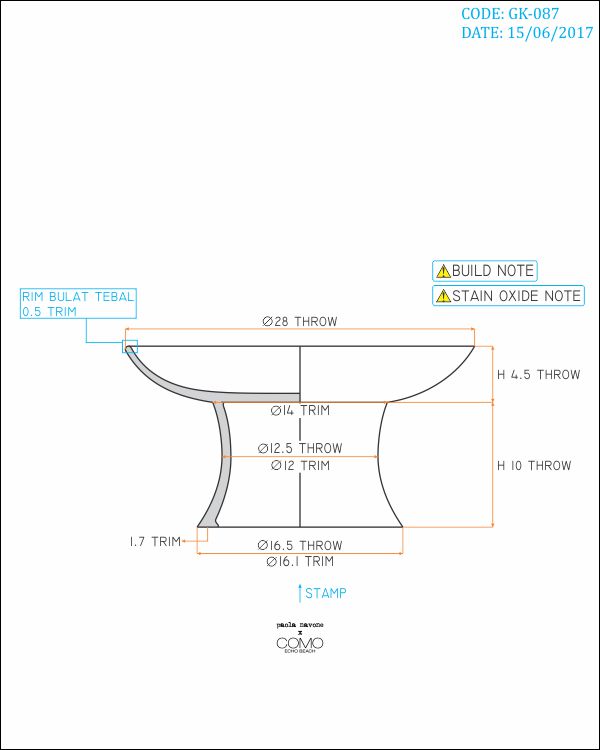 CODE: GK-087
DATE: 15/06/2017
BUILD NOTE
STAIN OXIDE NOTE
RIM BULAT TEBAL
0.5 TRIM
Ø28 THROW
H 4.5 THROW
Ø14 TRIM
Ø12.5 THROW
Ø12 TRIM
H 10 THROW
1.7 TRIM
Ø16.5 THROW
Ø16.1 TRIM
STAMP
paola navone
x
COMO
ECHO BEACH